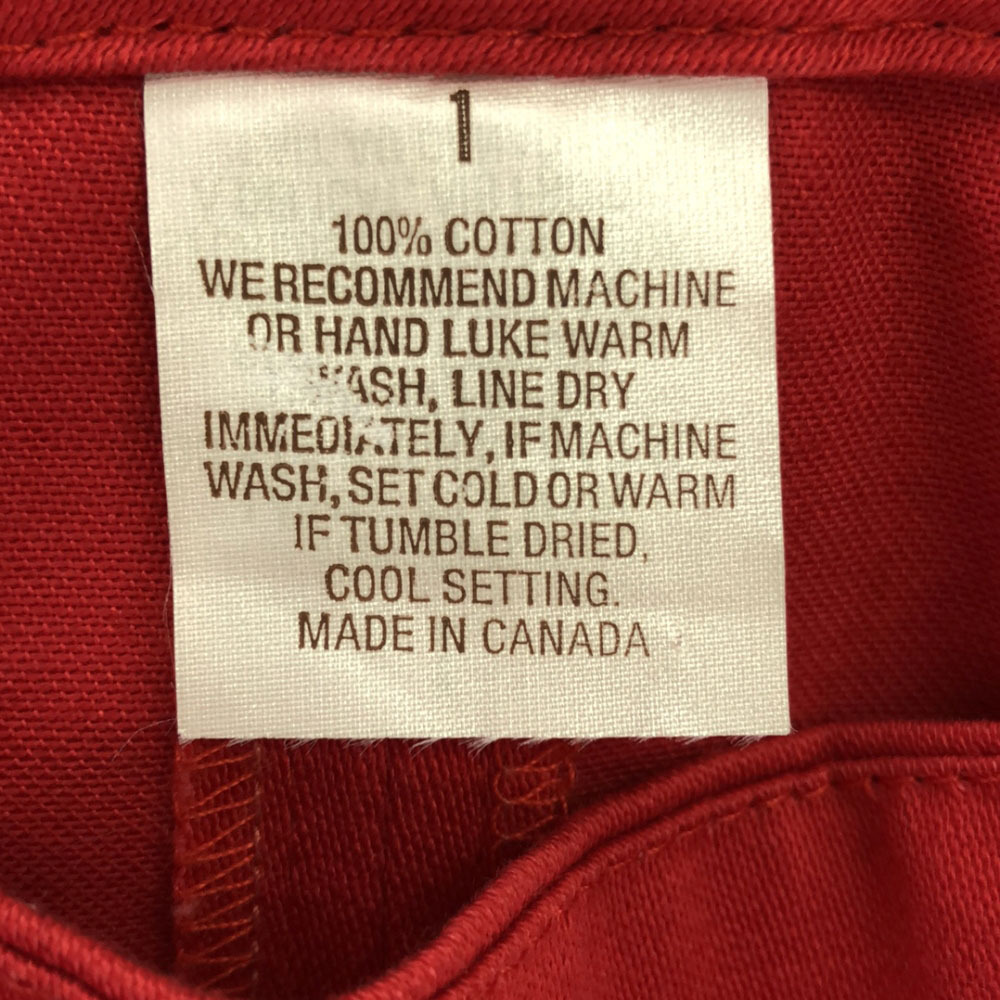 1
100% COTTON
WE RECOMMEND MACHINE
OR HAND LUKE WARM
WASH, LINE DRY
IMMEDIATELY, IF MACHINE
WASH, SET COLD OR WARM
IF TUMBLE DRIED,
COOL SETTING.
MADE IN CANADA